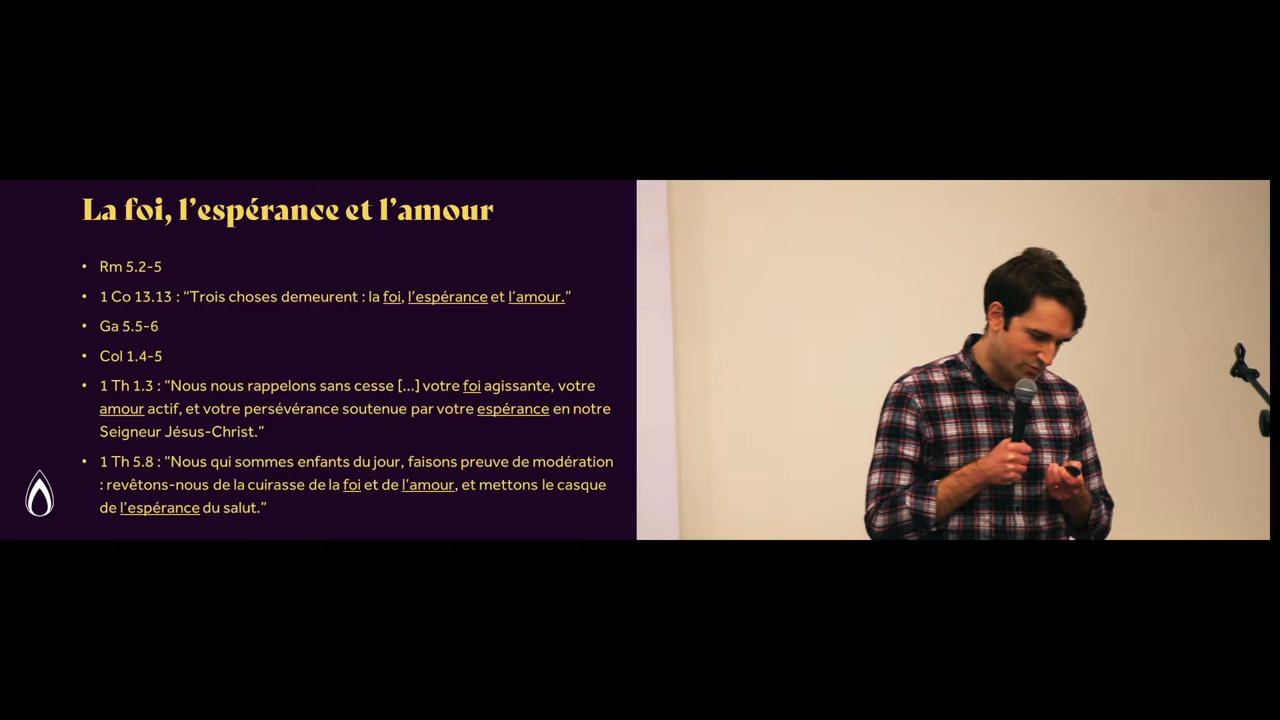 La foi, l’espérance et l’amour
• Rm 5.2-5
• 1 Co 13.13 : “Trois choses demeurent : la foi, l’espérance et l’amour.”
• Ga 5.5-6
• Col 1.4-5
• 1 Th 1.3 : “Nous nous rappelons sans cesse [...] votre foi agissante, votre
amour actif, et votre persévérance soutenue par votre espérance en notre
Seigneur Jésus-Christ.”
• 1 Th 5.8 : “Nous qui sommes enfants du jour, faisons preuve de modération
: revêtons-nous de la cuirasse de la foi et de l’amour, et mettons le casque
de l’espérance du salut.”